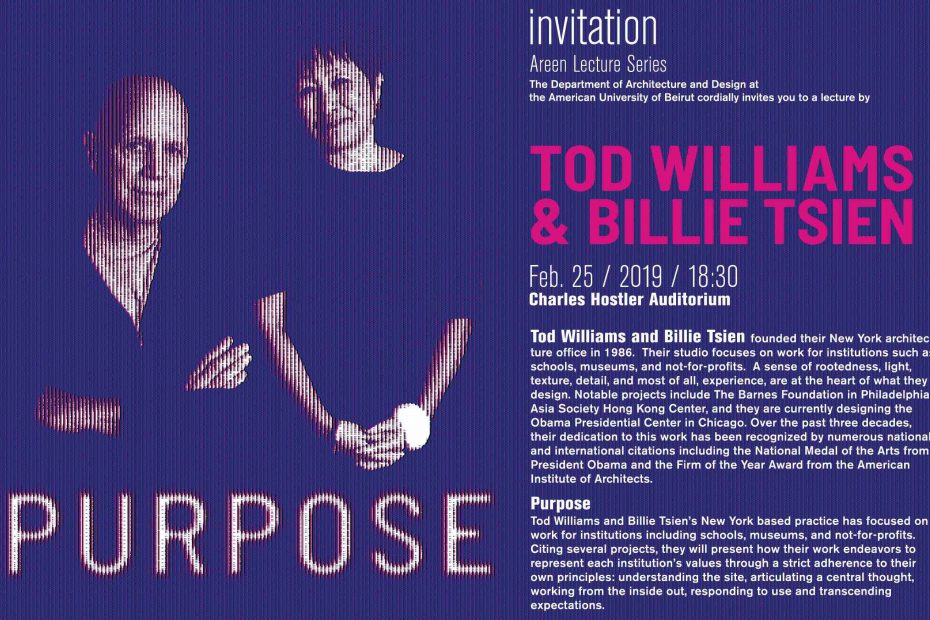 invitation
Areen Lecture Series
The Department of Architecture and Design at
the American University of Beirut cordially invites you to a lecture by
TOD WILLIAMS
& BILLIE TSIEN
Feb. 25 / 2019 / 18:30
Charles Hostler Auditorium
Tod Williams and Billie Tsien founded their New York architec
ture office in 1986. Their studio focuses on work for institutions such as
schools, museums, and not-for-profits. A sense of rootedness, light,
texture, detail, and most of all, experience, are at the heart of what they
design. Notable projects include The Barnes Foundation in Philadelphia
Asia Society Hong Kong Center, and they are currently designing the
Obama Presidential Center in Chicago. Over the past three decades,
their dedication to this work has been recognized by numerous national
and international citations including the National Medal of the Arts from
President Obama and the Firm of the Year Award from the American
Institute of Architects.
Purpose
Tod Williams and Billie Tsien's New York based practice has focused on
work for institutions including schools, museums, and not-for-profits.
Citing several projects, they will present how their work endeavors to
represent each institution's values through a strict adherence to their
own principles: understanding the site, articulating a central thought,
working from the inside out, responding to use and transcending
expectations.
PURPOSE